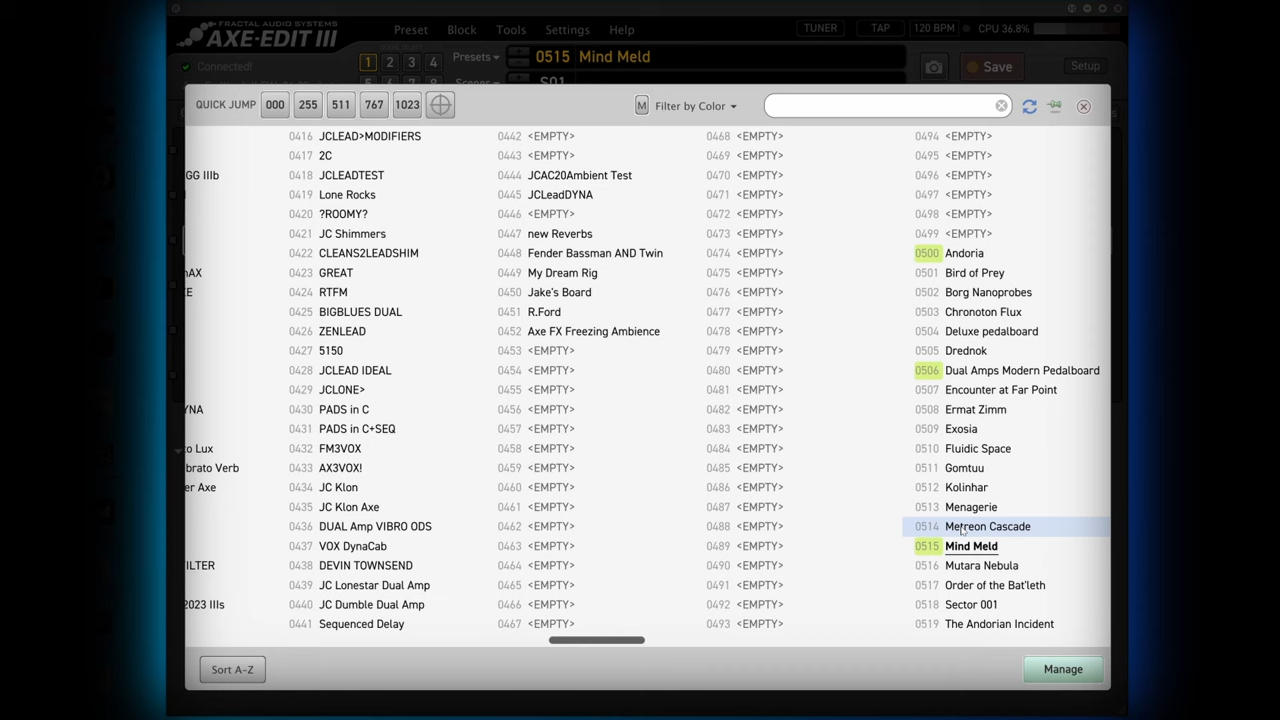 FRACTAL AUDIO SYSTEMS
AXE-EDIT III
Preset Block Tools Settings Help
TUNER TAP 120 BPM CPU 36.8%
Connected!
1 2 3 4
Presets 0515 Mind Meld
Save Setup
Scenes S01
QUICK JUMP 000 255 511 767 1023
M Filter by Color
0416 JCLEAD>MODIFIERS 0442 <EMPTY> 0468 <EMPTY> 0494 <EMPTY>
0417 2C 0443 <EMPTY> 0469 <EMPTY> 0495 <EMPTY>
GG IIIb 0418 JCLEADTEST 0444 JCAC20Ambient Test 0470 <EMPTY> 0496 <EMPTY>
0419 Lone Rocks 0445 JCLeadDYNA 0471 <EMPTY> 0497 <EMPTY>
0420 ?ROOMY? 0446 <EMPTY> 0472 <EMPTY> 0498 <EMPTY>
0421 JC Shimmers 0447 new Reverbs 0473 <EMPTY> 0499 <EMPTY>
0422 CLEANS2LEADSHIM 0448 Fender Bassman AND Twin 0474 <EMPTY> 0500 Andoria
AX 0423 GREAT 0449 My Dream Rig 0475 <EMPTY> 0501 Bird of Prey
E 0424 RTFM 0450 Jake's Board 0476 <EMPTY> 0502 Borg Nanoprobes
0425 BIGBLUES DUAL 0451 R.Ford 0477 <EMPTY> 0503 Chronoton Flux
0426 ZENLEAD 0452 Axe FX Freezing Ambience 0478 <EMPTY> 0504 Deluxe pedalboard
0427 5150 0453 <EMPTY> 0479 <EMPTY> 0505 Drednok
0428 JCLEAD IDEAL 0454 <EMPTY> 0480 <EMPTY> 0506 Dual Amps Modern Pedalboard
0429 JCLONE> 0455 <EMPTY> 0481 <EMPTY> 0507 Encounter at Far Point
YNA 0430 PADS in C 0456 <EMPTY> 0482 <EMPTY> 0508 Ermat Zimm
0431 PADS in C+SEQ 0457 <EMPTY> 0483 <EMPTY> 0509 Exosia
to Lux 0432 FM3VOX 0458 <EMPTY> 0484 <EMPTY> 0510 Fluidic Space
brato Verb 0433 AX3VOX! 0459 <EMPTY> 0485 <EMPTY> 0511 Gomtuu
er Axe 0434 JC Klon 0460 <EMPTY> 0486 <EMPTY> 0512 Kolinhar
0435 JC Klon Axe 0461 <EMPTY> 0487 <EMPTY> 0513 Menagerie
0436 DUAL Amp VIBRO ODS 0462 <EMPTY> 0488 <EMPTY> 0514 Metreon Cascade
0437 VOX DynaCab 0463 <EMPTY> 0489 <EMPTY> 0515 Mind Meld
ILTER 0438 DEVIN TOWNSEND 0464 <EMPTY> 0490 <EMPTY> 0516 Mutara Nebula
0439 JC Lonestar Dual Amp 0465 <EMPTY> 0491 <EMPTY> 0517 Order of the Bat'leth
2023 IIIs 0440 JC Dumble Dual Amp 0466 <EMPTY> 0492 <EMPTY> 0518 Sector 001
0441 Sequenced Delay 0467 <EMPTY> 0493 <EMPTY> 0519 The Andorian Incident
Sort A-Z Manage